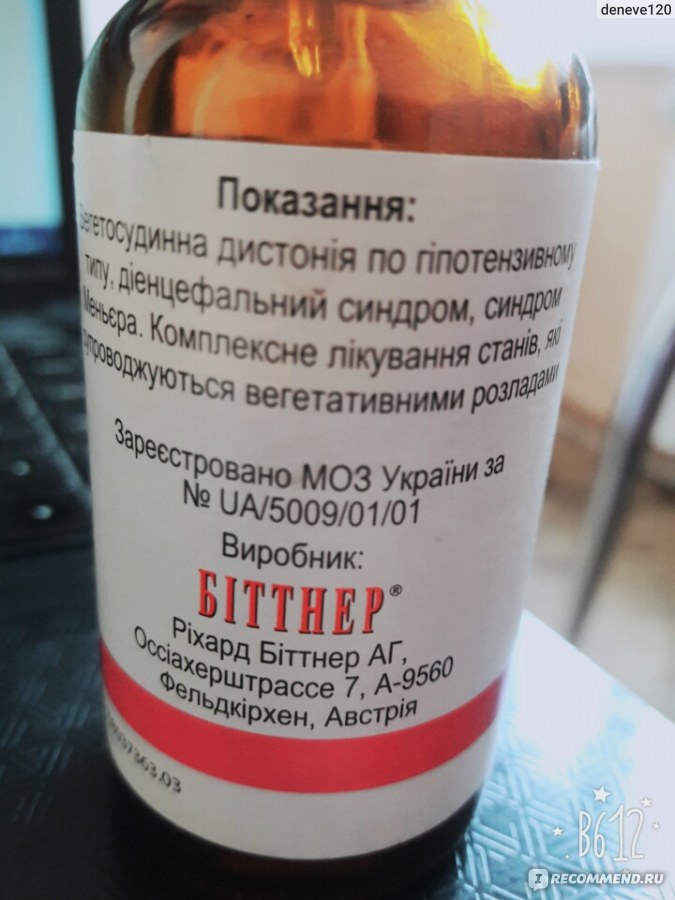 deneve120
Показання:
Вегетосудинна дистонія по гіпотензивному
типу, діенцефальний синдром, синдром
Меньєра. Комплексне лікування станів, які
супроводжуються вегетативними розладами
Зареєстровано МОЗ України за
№ UA/5009/01/01
Виробник:
БІТТНЕР®
Ріхард Біттнер АГ,
Оссіахерштрассе 7, А-9560
Фельдкірхен, Австрія
B612
IRECOMMEND.RU